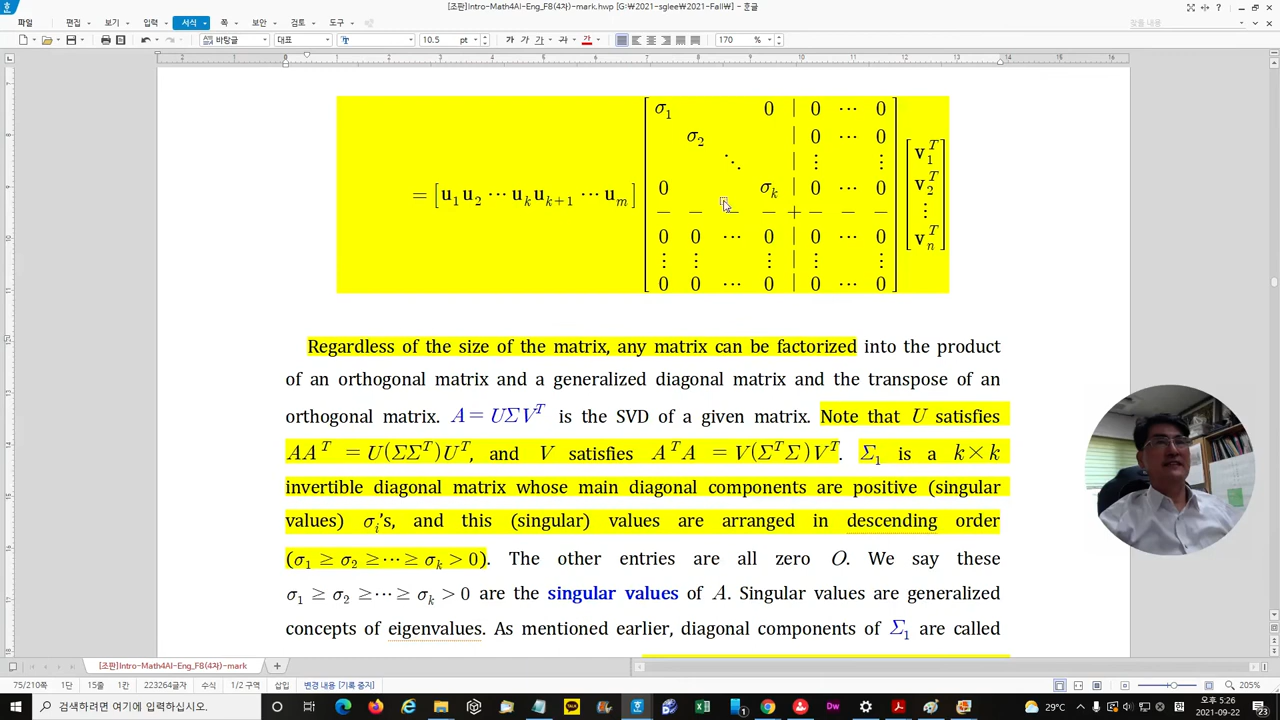 [조판]Intro-Math4AI-Eng_F8(4차)-mark.hwp [G:\2021-sglee\2021-Fall\] - 한글
파일 편집 보기 입력 서식 쪽 보안 검토 도구
바탕글 대표 10.5 pt 가 가 가 가 가 170 %
= [u₁u₂ ⋯ uₖuₖ₊₁ ⋯ uₘ]
σ₁ 0 | 0 ⋯ 0
σ₂ | 0 ⋯ 0
⋱ | ⋮ ⋮
0 σₖ | 0 ⋯ 0
− − − − + − − −
0 0 ⋯ 0 | 0 ⋯ 0
⋮ ⋮ ⋮ | ⋮ ⋮
0 0 ⋯ 0 | 0 ⋯ 0
v₁ᵀ
v₂ᵀ
⋮
vₙᵀ
Regardless of the size of the matrix, any matrix can be factorized into the product
of an orthogonal matrix and a generalized diagonal matrix and the transpose of an
orthogonal matrix. A = UΣVᵀ is the SVD of a given matrix. Note that U satisfies
AAᵀ = U(ΣΣᵀ)Uᵀ, and V satisfies AᵀA = V(ΣᵀΣ)Vᵀ. Σ₁ is a k×k
invertible diagonal matrix whose main diagonal components are positive (singular
values) σᵢ's, and this (singular) values are arranged in descending order
(σ₁ ≥ σ₂ ≥ ⋯ ≥ σₖ > 0). The other entries are all zero O. We say these
σ₁ ≥ σ₂ ≥ ⋯ ≥ σₖ > 0 are the singular values of A. Singular values are generalized
concepts of eigenvalues. As mentioned earlier, diagonal components of Σ₁ are called
[조판]Intro-Math4AI-Eng_F8(4차)-mark
75/210쪽 1단 15줄 1칸 223264글자 수식 1/2 구역 삽입 변경 내용 [기록 중지] 205%
검색하려면 여기에 입력하십시오. 29℃ 오후 5:26
2021-09-22